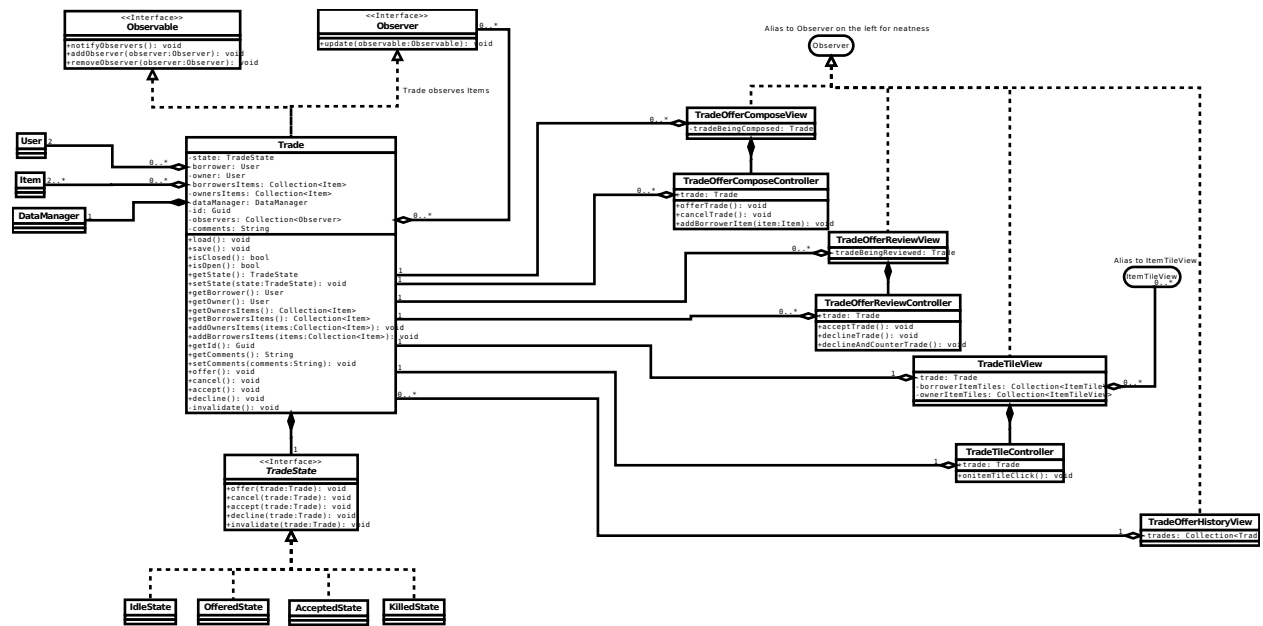 <<Interface>>
Observable
+notifyObservers(): void
+addObserver(observer:Observer): void
+removeObserver(observer:Observer): void
<<Interface>>
Observer
+update(observable:Observable): void
0..*
Trade observes Items
Alias to Observer on the left for neatness
Observer
User
2
0..*
Item
2..*
0..*
DataManager
1
Trade
-state: TradeState
-borrower: User
-owner: User
-borrowersItems: Collection<Item>
-ownersItems: Collection<Item>
-dataManager: DataManager
-id: Guid
-observers: Collection<Observer>
-comments: String
0..*
+load(): void
+save(): void
+isClosed(): bool
+isOpen(): bool
+getState(): TradeState
+setState(state:TradeState): void
+getBorrower(): User
+getOwner(): User
+getOwnersItems(): Collection<Item>
+getBorrowersItems(): Collection<Item>
+addOwnersItems(items:Collection<Item>): void
+addBorrowersItems(items:Collection<Item>): void
+getId(): Guid
+getComments(): String
+setComments(comments:String): void
+offer(): void
+cancel(): void
+accept(): void
+decline(): void
-invalidate(): void
1
1
1
1
1
1
0..*
1
<<Interface>>
TradeState
+offer(trade:Trade): void
+cancel(trade:Trade): void
+accept(trade:Trade): void
+decline(trade:Trade): void
+invalidate(trade:Trade): void
IdleState
OfferedState
AcceptedState
KilledState
TradeOfferComposeView
-tradeBeingComposed: Trade
0..*
TradeOfferComposeController
+trade: Trade
+offerTrade(): void
+cancelTrade(): void
+addBorrowerItem(item:Item): void
0..*
TradeOfferReviewView
-tradeBeingReviewed: Trade
0..*
TradeOfferReviewController
+trade: Trade
+acceptTrade(): void
+declineTrade(): void
+declineAndCounterTrade(): void
0..*
Alias to ItemTileView
ItemTileView
0..*
TradeTileView
-trade: Trade
-borrowerItemTiles: Collection<ItemTile
-ownerItemTiles: Collection<ItemTileView>
1
0..*
TradeTileController
+trade: Trade
+onitemTileClick(): void
1
TradeOfferHistoryView
-trades: Collection<Trad
1